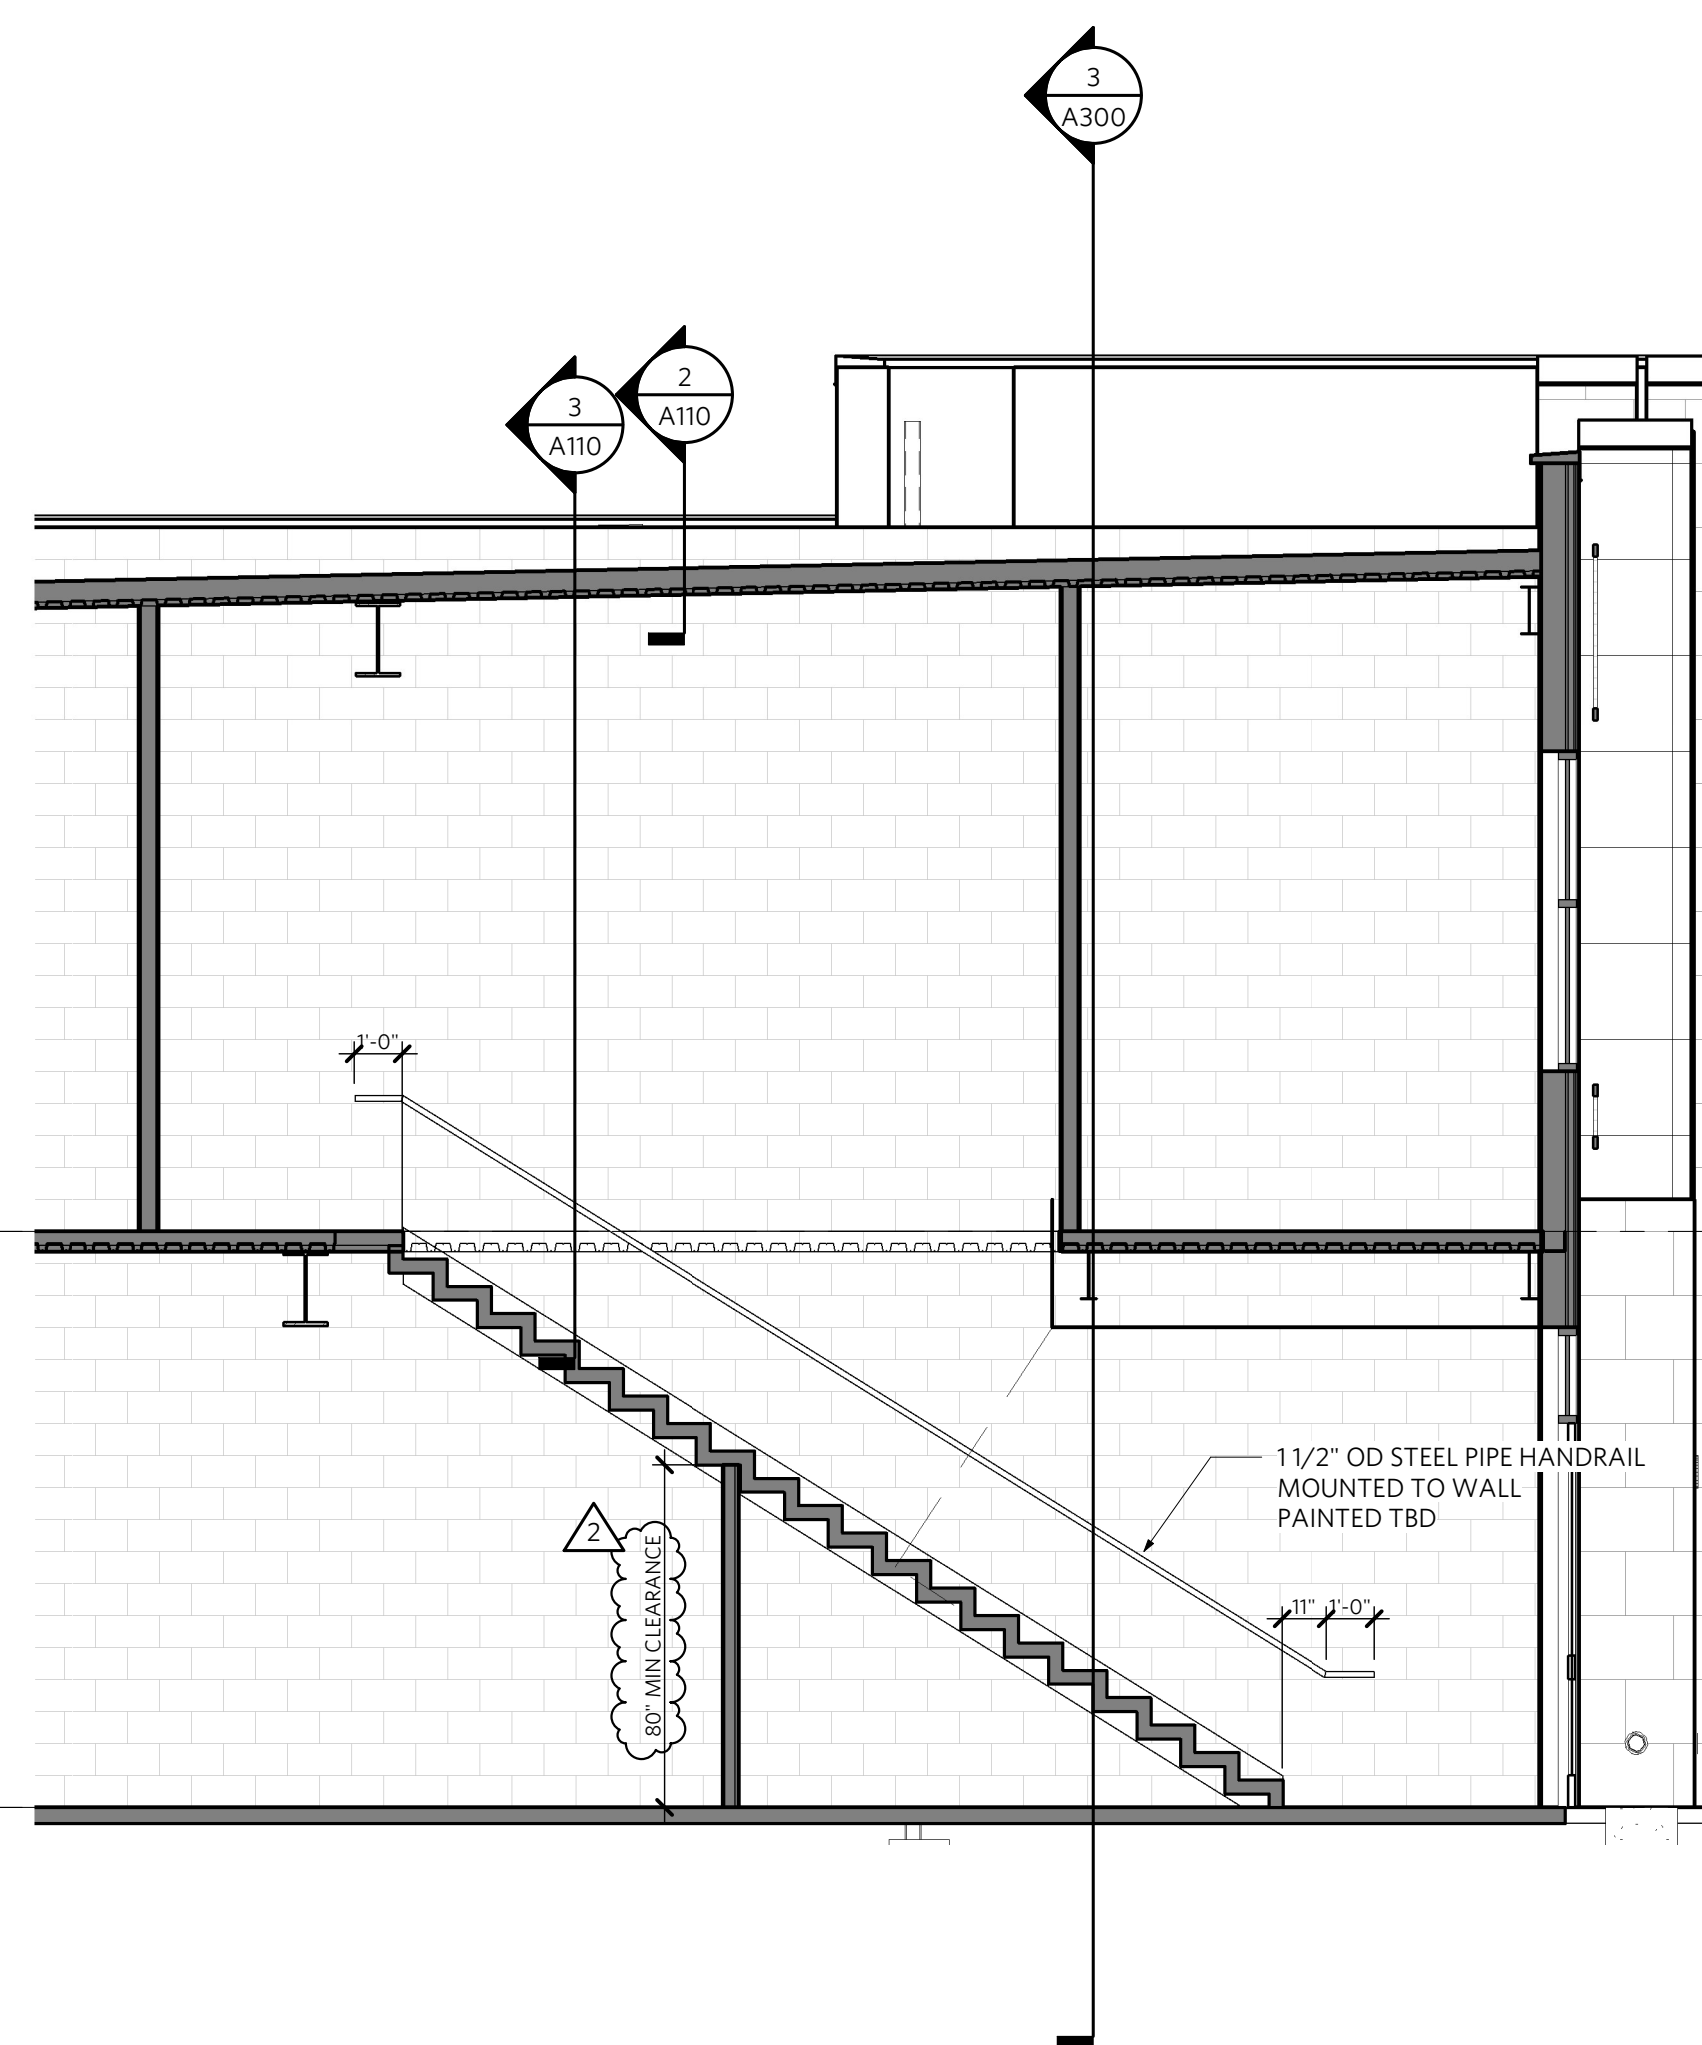 3
A300
2
A110
3
A110
1'-0"
1 1/2" OD STEEL PIPE HANDRAIL
MOUNTED TO WALL
PAINTED TBD
2
80" MIN CLEARANCE
11" 1'-0"